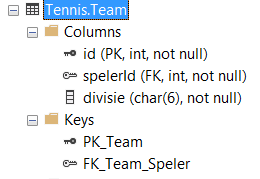 Tennis.Team
Columns
id (PK, int, not null)
spelerId (FK, int, not null)
divisie (char(6), not null)
Keys
PK_Team
FK_Team_Speler